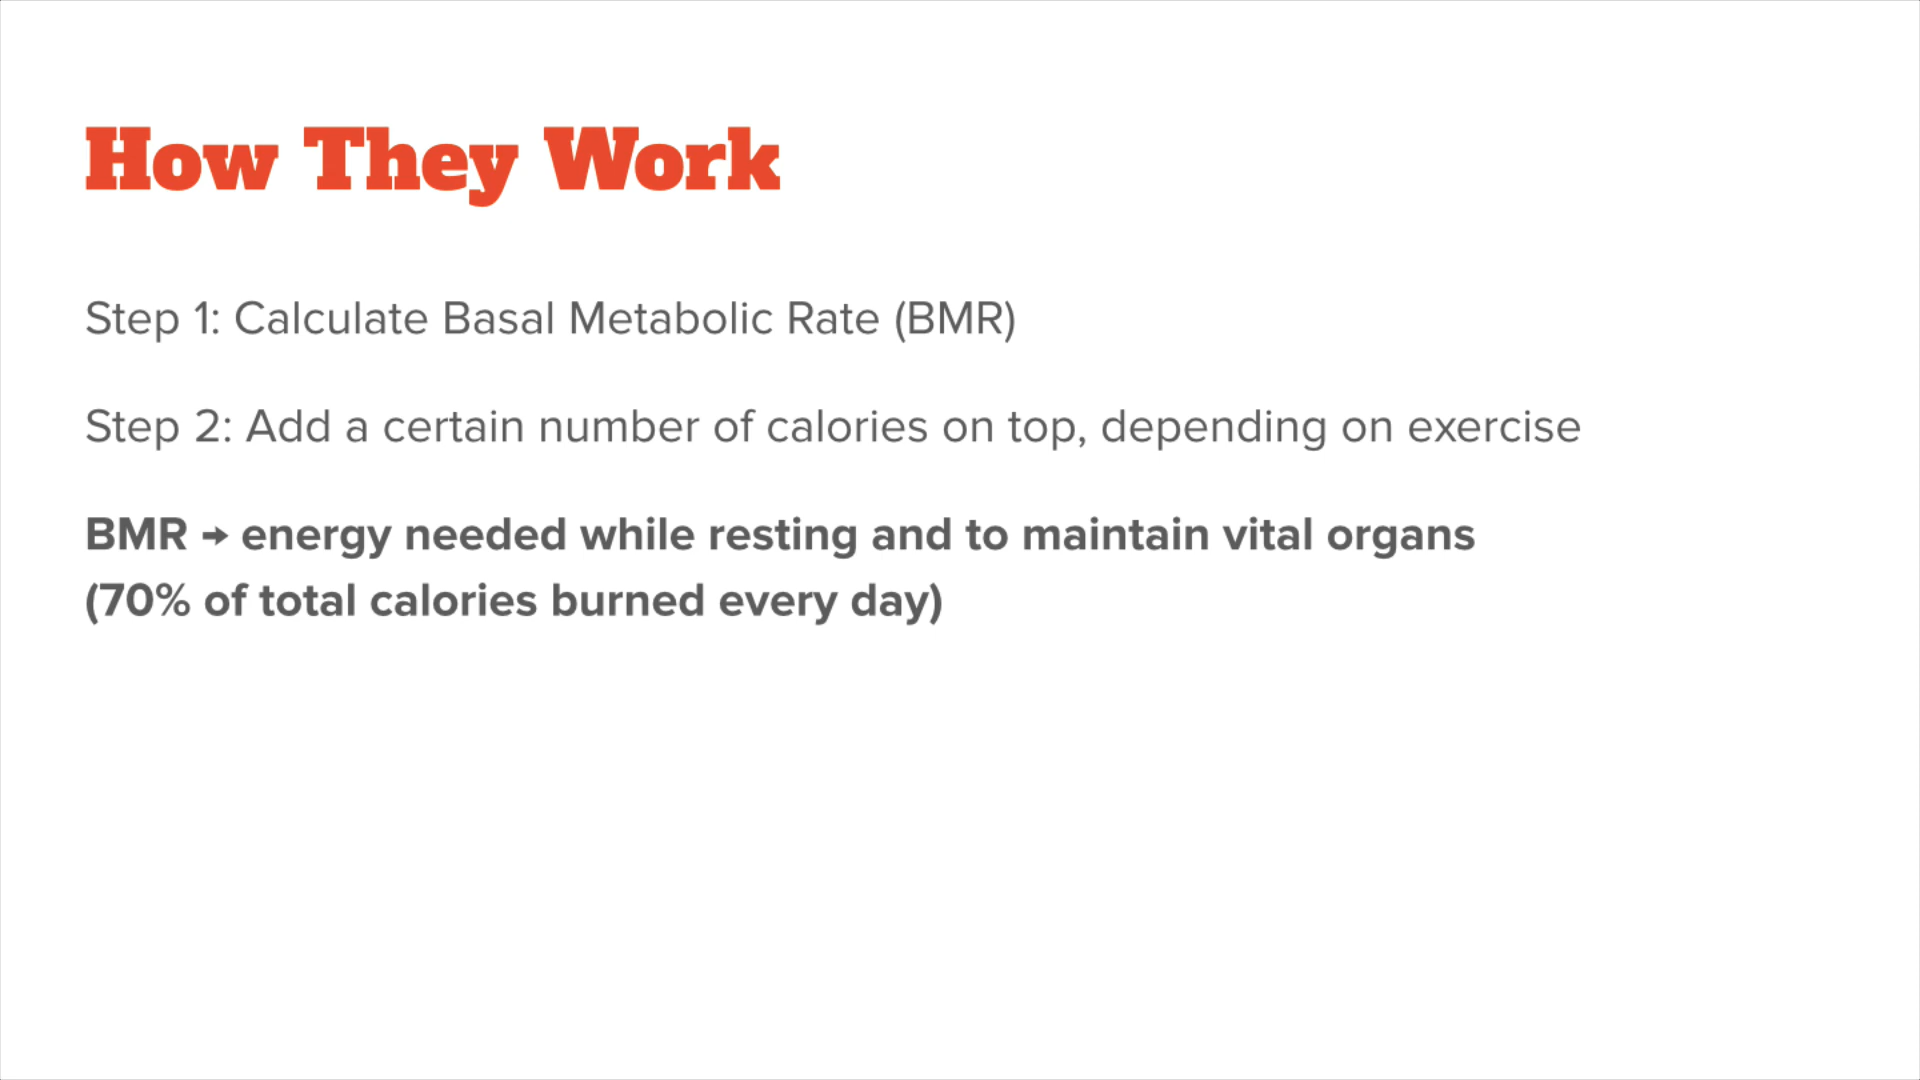 How They Work
Step 1: Calculate Basal Metabolic Rate (BMR)
Step 2: Add a certain number of calories on top, depending on exercise
BMR → energy needed while resting and to maintain vital organs
(70% of total calories burned every day)